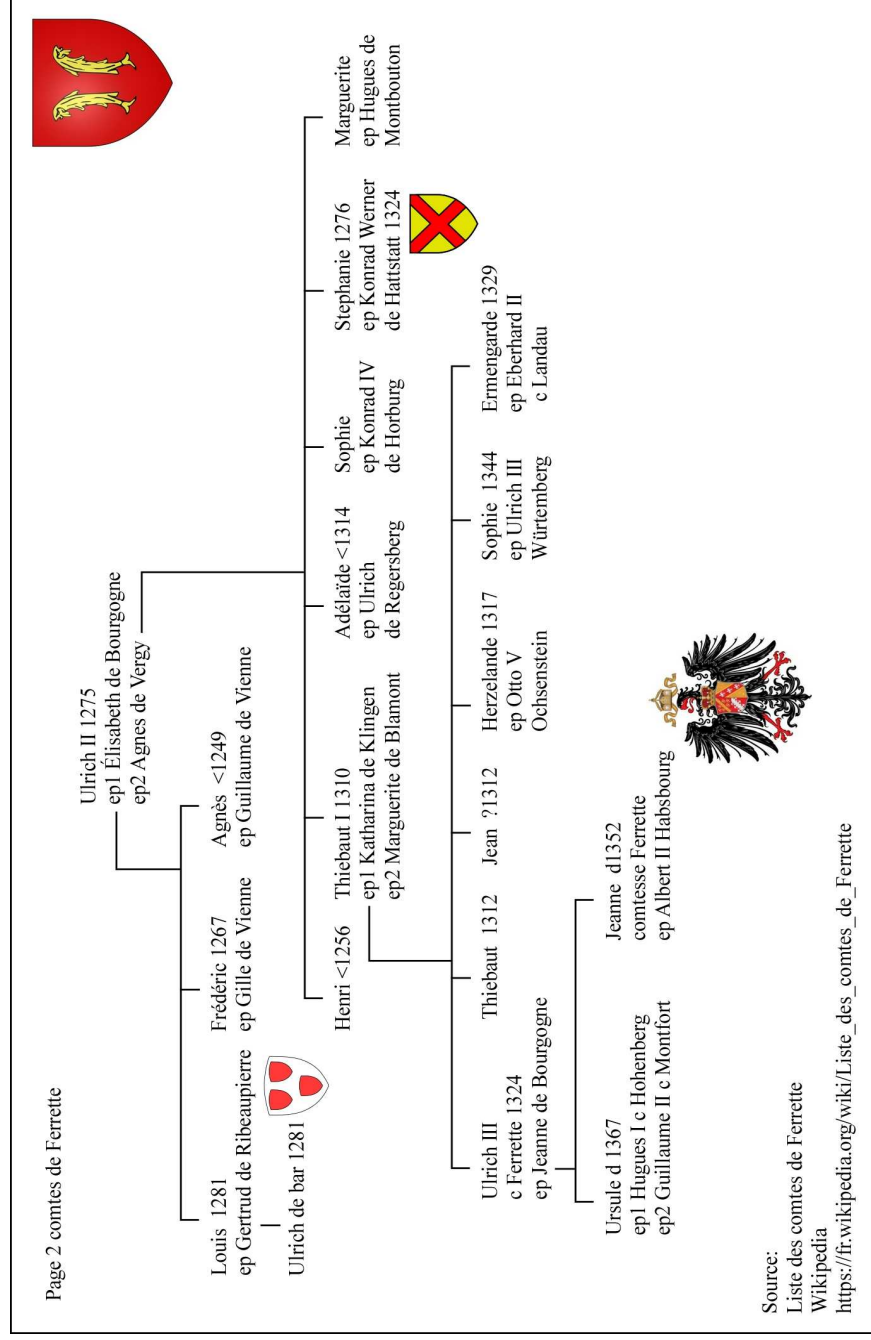 Page 2 comtes de Ferrette
Ulrich II 1275
ep1 Élisabeth de Bourgogne
ep2 Agnes de Vergy
Louis 1281
ep Gertrud de Ribeaupierre
Ulrich de bar 1281
Frédéric 1267
ep Gille de Vienne
Agnès <1249
ep Guillaume de Vienne
Henri <1256
Thiebaut I 1310
ep1 Katharina de Klingen
ep2 Marguerite de Blamont
Adélaïde <1314
ep Ulrich
de Regersberg
Sophie
ep Konrad IV
de Horburg
Stephanie 1276
ep Konrad Werner
de Hattstatt 1324
Marguerite
ep Hugues de
Montbouton
Ulrich III
c Ferrette 1324
ep Jeanne de Bourgogne
Thiebaut 1312
Jean ?1312
Herzelande 1317
ep Otto V
Ochsenstein
Sophie 1344
ep Ulrich III
Würtemberg
Ermengarde 1329
ep Eberhard II
c Landau
Ursule d 1367
ep1 Hugues I c Hohenberg
ep2 Guillaume II c Montfort
Jeanne d1352
comtesse Ferrette
ep Albert II Habsbourg
Source:
Liste des comtes de Ferrette
Wikipedia
https://fr.wikipedia.org/wiki/Liste_des_comtes_de_Ferrette